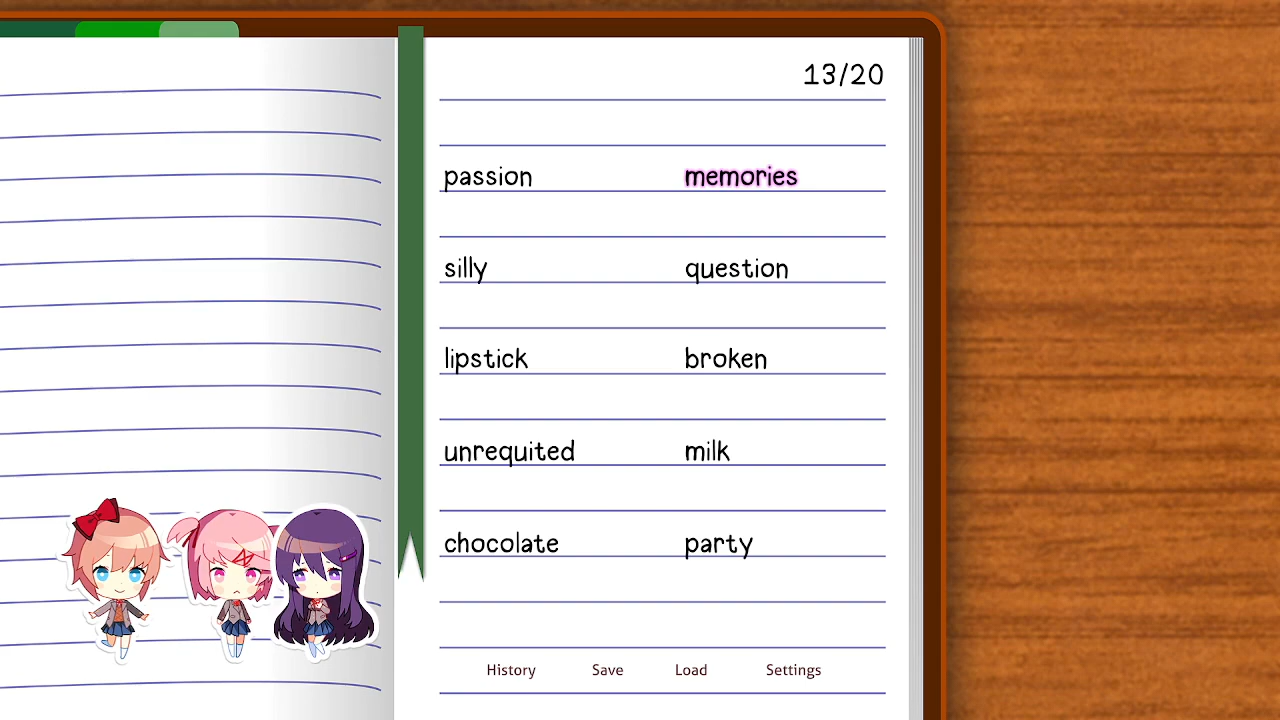 13/20
passion memories
silly question
lipstick broken
unrequited milk
chocolate party
History Save Load Settings